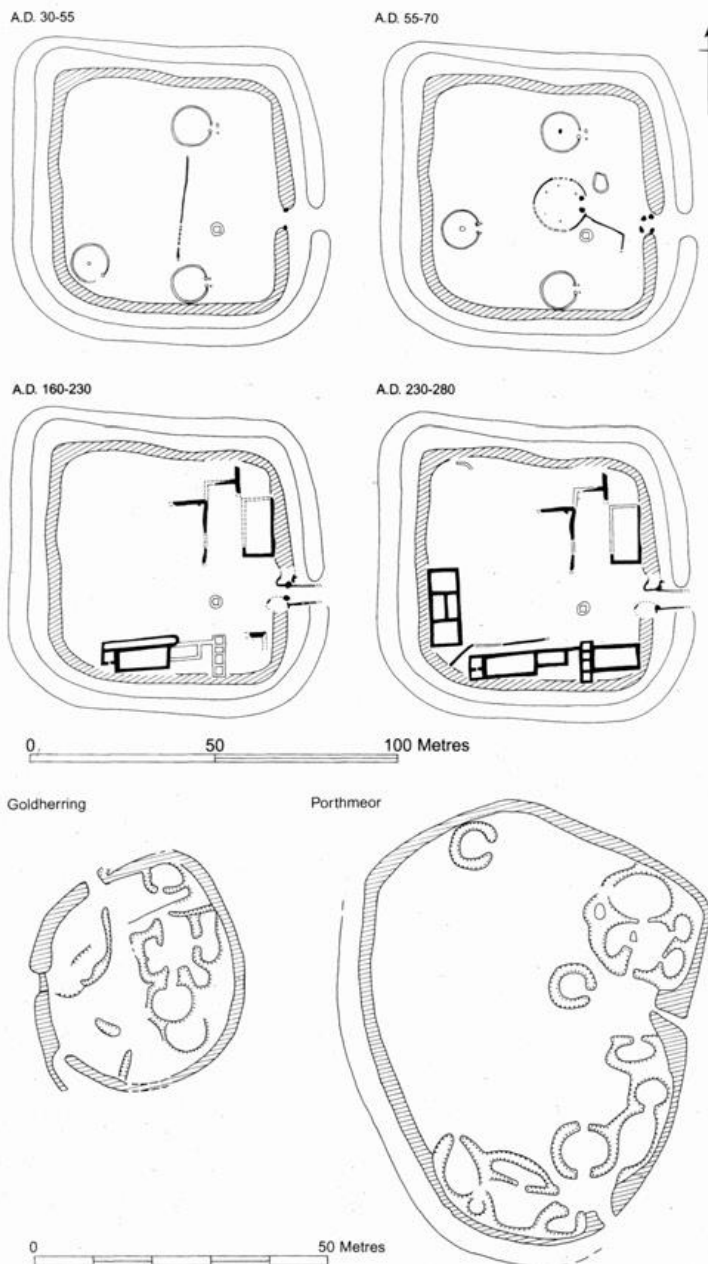 A.D. 30-55
A.D. 55-70
A.D. 160-230
A.D. 230-280
0 50 100 Metres
Goldherring
Porthmeor
0 50 Metres